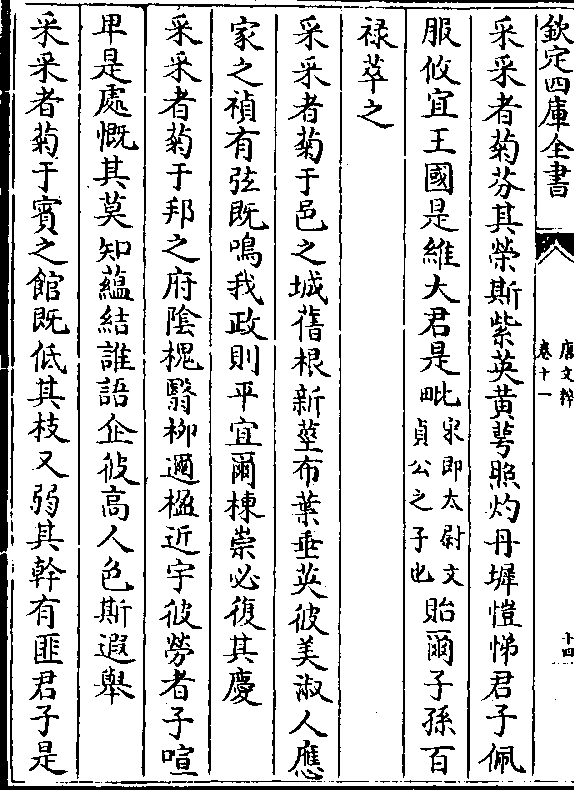 欽定四庫全書
唐文粹
卷十一
十四
采采者菊芬其榮斯紫英黄萼照灼丹墀愷悌君子佩
服攸宜王國是維大君是毗宋即太尉文
貞公之子也貽爾子孫百
禄萃之
采采者菊于邑之城舊根新莖布葉垂英彼美淑人應
家之禎有弦既鳴我政則平宜爾棟崇必復其慶
采采者菊于邦之府陰槐翳柳邇楹近宇彼勞者子喧
卑是處慨其莫知藴結誰語企彼高人色斯遐舉
采采者菊于賓之館既低其枝又弱其幹有匪君子是